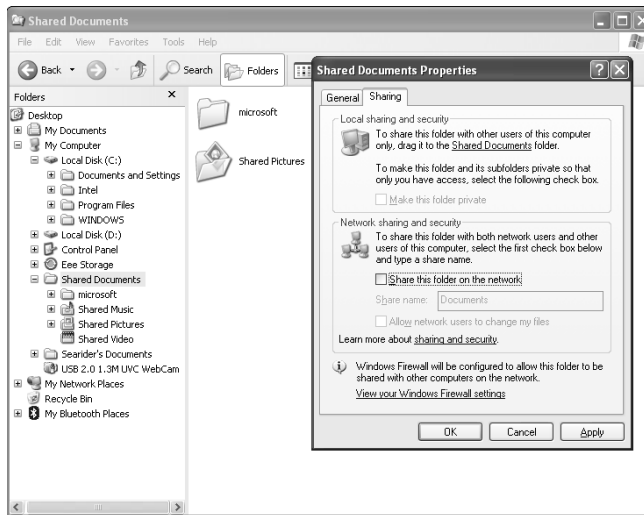 Shared Documents
File Edit View Favorites Tools Help
Back Search Folders
Folders
Desktop
My Documents
My Computer
Local Disk (C:)
Documents and Settings
Intel
Program Files
WINDOWS
Local Disk (D:)
Control Panel
Eee Storage
Shared Documents
microsoft
Shared Music
Shared Pictures
Shared Video
Searider's Documents
USB 2.0 1.3M UVC WebCam
My Network Places
Recycle Bin
My Bluetooth Places
microsoft
Shared Pictures
Shared Documents Properties
General Sharing
Local sharing and security
To share this folder with other users of this computer
only, drag it to the Shared Documents folder.
To make this folder and its subfolders private so that
only you have access, select the following check box.
Make this folder private
Network sharing and security
To share this folder with both network users and other
users of this computer, select the first check box below
and type a share name.
Share this folder on the network
Share name: Documents
Allow network users to change my files
Learn more about sharing and security.
Windows Firewall will be configured to allow this folder to be
shared with other computers on the network.
View your Windows Firewall settings
OK Cancel Apply